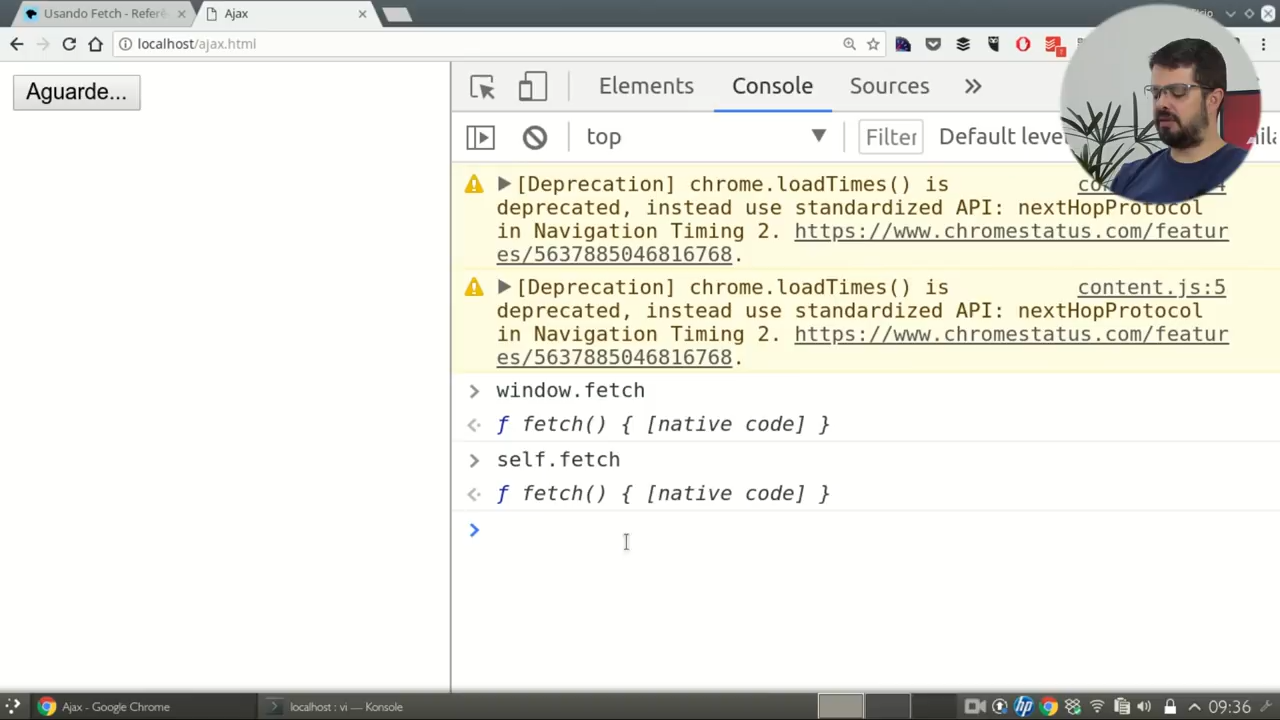 Usando Fetch - Referê
Ajax
localhost/ajax.html
Aguarde...
Elements Console Sources
top Filter
[Deprecation] chrome.loadTimes() is
deprecated, instead use standardized API: nextHopProtocol
in Navigation Timing 2. https://www.chromestatus.com/featur
es/5637885046816768.
[Deprecation] chrome.loadTimes() is content.js:5
deprecated, instead use standardized API: nextHopProtocol
in Navigation Timing 2. https://www.chromestatus.com/featur
es/5637885046816768.
> window.fetch
ƒ fetch() { [native code] }
> self.fetch
ƒ fetch() { [native code] }
>
Ajax - Google Chrome
localhost : vi — Konsole
09:36